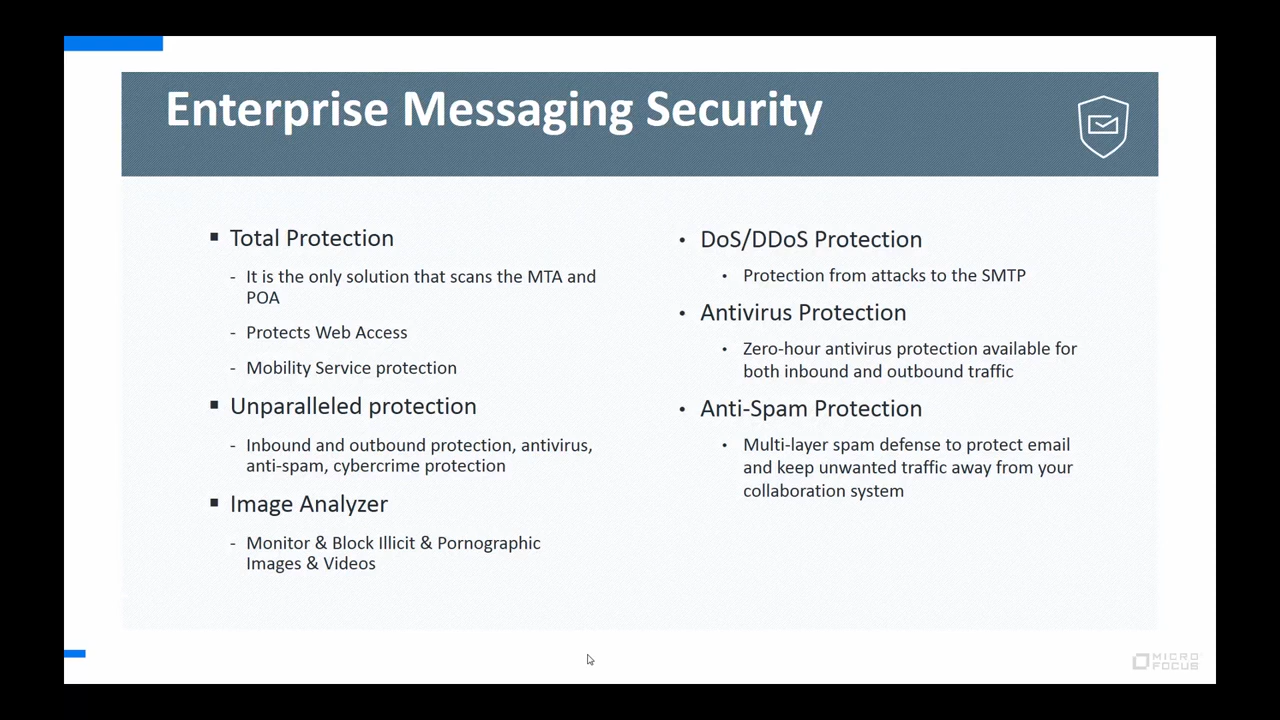 Enterprise Messaging Security
▪ Total Protection
- It is the only solution that scans the MTA and
POA
- Protects Web Access
- Mobility Service protection
▪ Unparalleled protection
- Inbound and outbound protection, antivirus,
anti-spam, cybercrime protection
▪ Image Analyzer
- Monitor & Block Illicit & Pornographic
Images & Videos
• DoS/DDoS Protection
• Protection from attacks to the SMTP
• Antivirus Protection
• Zero-hour antivirus protection available for
both inbound and outbound traffic
• Anti-Spam Protection
• Multi-layer spam defense to protect email
and keep unwanted traffic away from your
collaboration system
MICRO
FOCUS